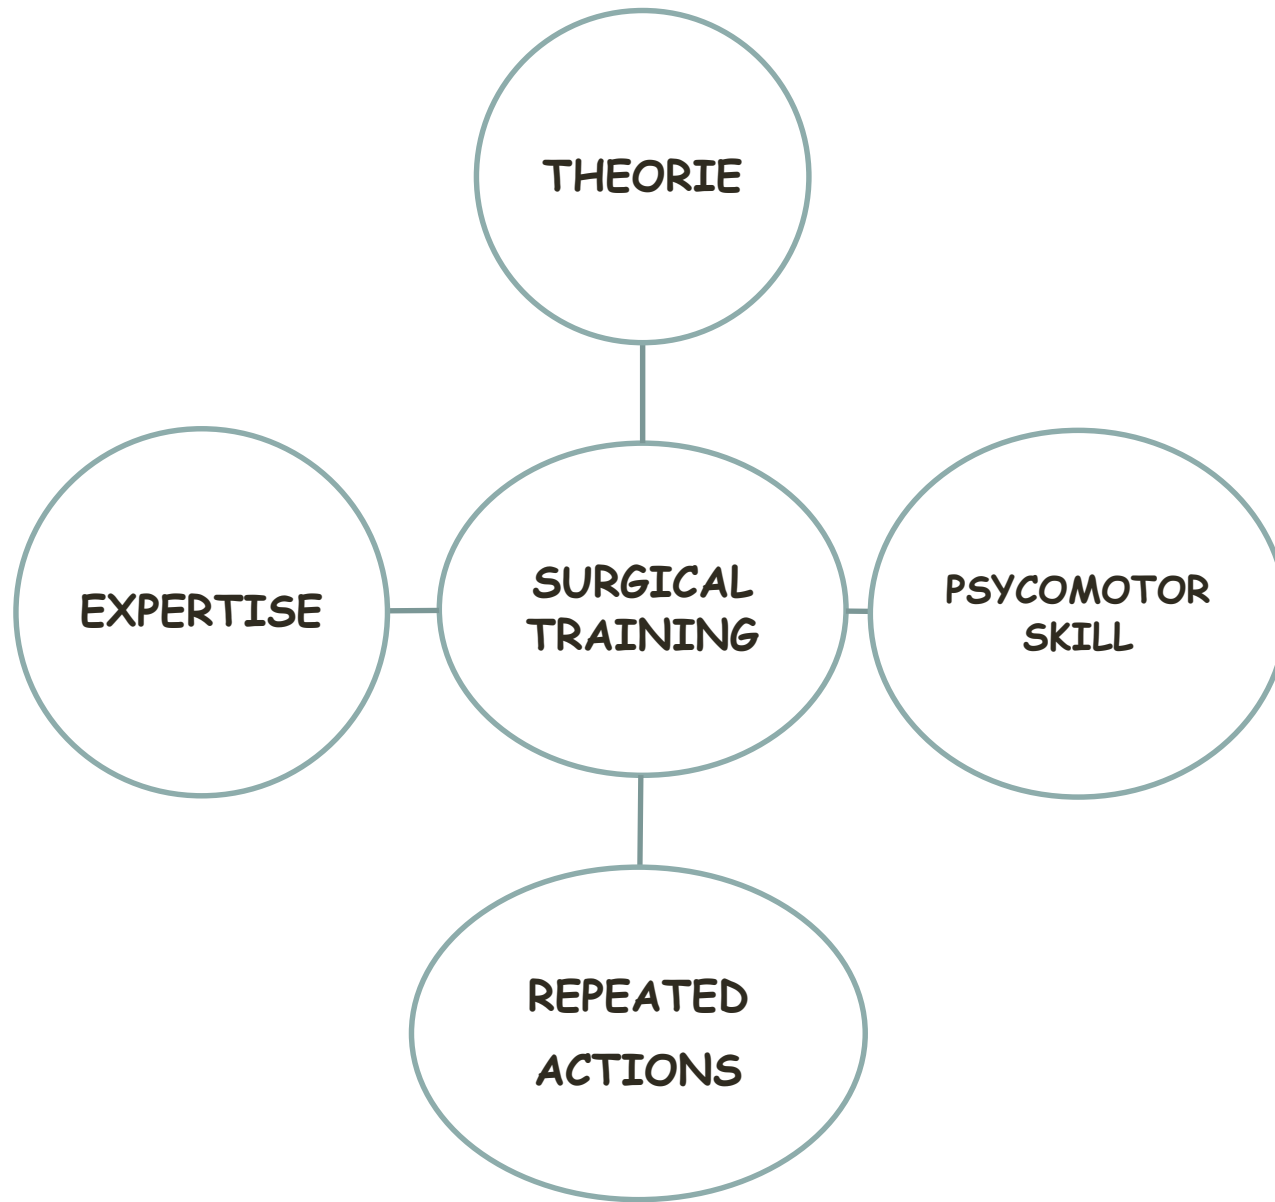 THEORIE
EXPERTISE
SURGICAL
TRAINING
PSYCOMOTOR
SKILL
REPEATED
ACTIONS